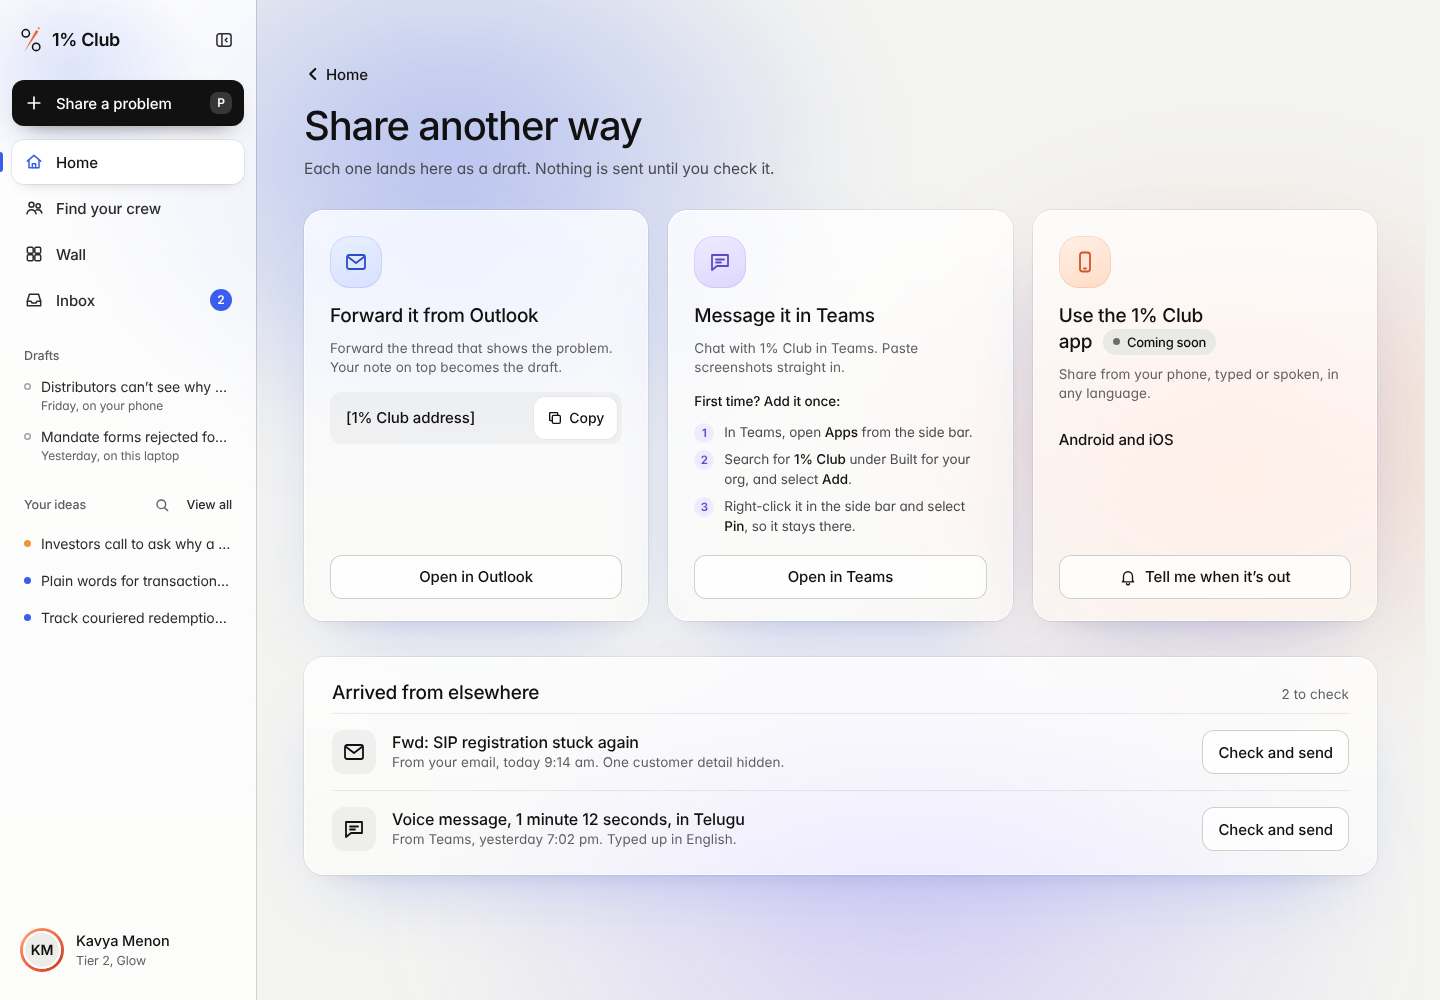 1% Club
Share a problem P
Home
Find your crew
Wall
Inbox 2
Drafts
Distributors can’t see why ...
Friday, on your phone
Mandate forms rejected fo...
Yesterday, on this laptop
Your ideas View all
Investors call to ask why a ...
Plain words for transaction...
Track couriered redemptio...
KM
Kavya Menon
Tier 2, Glow
Home
Share another way
Each one lands here as a draft. Nothing is sent until you check it.
Forward it from Outlook
Forward the thread that shows the problem.
Your note on top becomes the draft.
[1% Club address] Copy
Open in Outlook
Message it in Teams
Chat with 1% Club in Teams. Paste
screenshots straight in.
First time? Add it once:
1 In Teams, open Apps from the side bar.
2 Search for 1% Club under Built for your
org, and select Add.
3 Right-click it in the side bar and select
Pin, so it stays there.
Open in Teams
Use the 1% Club
app Coming soon
Share from your phone, typed or spoken, in
any language.
Android and iOS
Tell me when it’s out
Arrived from elsewhere 2 to check
Fwd: SIP registration stuck again
From your email, today 9:14 am. One customer detail hidden.
Check and send
Voice message, 1 minute 12 seconds, in Telugu
From Teams, yesterday 7:02 pm. Typed up in English.
Check and send